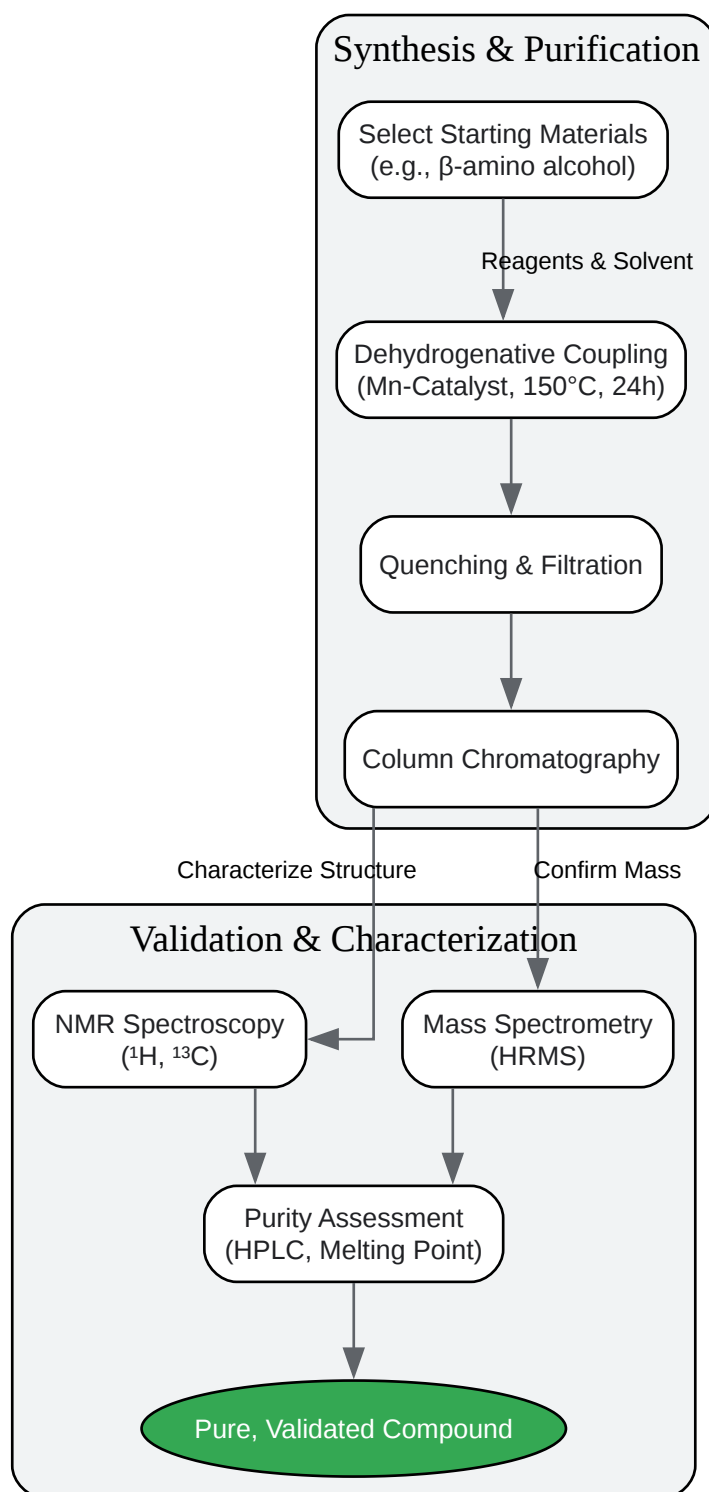 Synthesis & Purification
Select Starting Materials
(e.g., β-amino alcohol)
Reagents & Solvent
Dehydrogenative Coupling
(Mn-Catalyst, 150°C, 24h)
Quenching & Filtration
Column Chromatography
Characterize Structure
Confirm Mass
Validation & Characterization
NMR Spectroscopy
(¹H, ¹³C)
Mass Spectrometry
(HRMS)
Purity Assessment
(HPLC, Melting Point)
Pure, Validated Compound